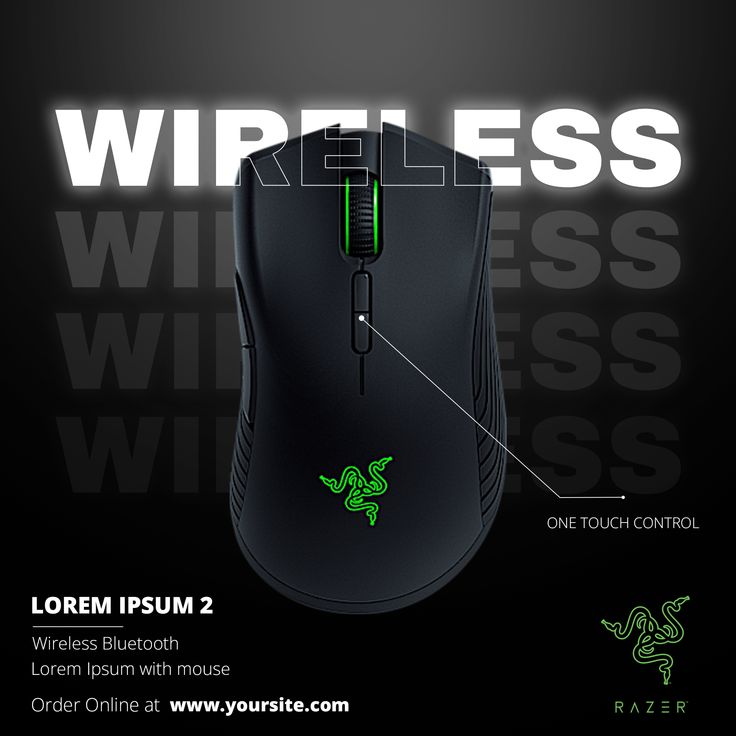 WIRELESS
WIRELESS
WIRELESS
WIRELESS
ONE TOUCH CONTROL
LOREM IPSUM 2
Wireless Bluetooth
Lorem Ipsum with mouse
Order Online at www.yoursite.com
RAZER